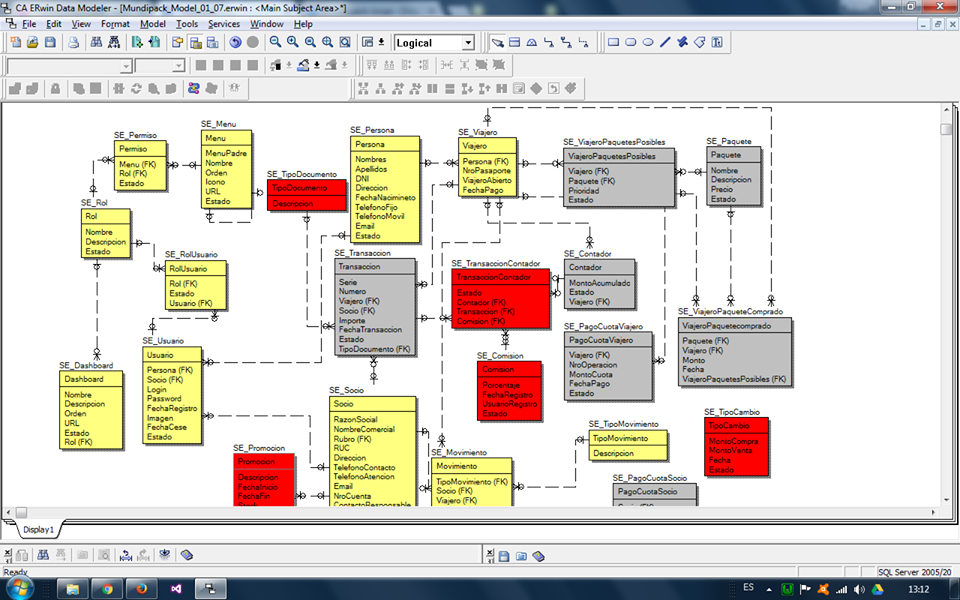 CA ERwin Data Modeler - [Mundipack_Model_01_07.erwin : <Main Subject Area> *]
File Edit View Format Model Tools Services Window Help
Logical
SE_Permiso
Permiso
Menu (FK)
Rol (FK)
Estado
SE_Menu
Menu
MenuPadre
Nombre
Orden
Icono
URL
Estado
SE_TipoDocumento
TipoDocumento
Descripcion
SE_Persona
Persona
Nombres
Apellidos
DNI
Direccion
FechaNacimineto
TelefonoFijo
TelefonoMovil
Email
Estado
SE_Viajero
Viajero
Persona (FK)
NroPasaporte
ViajeroAbierto
FechaPago
SE_ViajeroPaquetesPosibles
ViajeroPaquetesPosibles
Viajero (FK)
Paquete (FK)
Prioridad
Estado
SE_Paquete
Paquete
Nombre
Descripcion
Precio
Estado
SE_Rol
Rol
Nombre
Descripcion
Estado
SE_RolUsuario
RolUsuario
Rol (FK)
Estado
Usuario (FK)
SE_Transaccion
Transaccion
Serie
Numero
Viajero (FK)
Socio (FK)
Importe
FechaTransacion
Estado
TipoDocumento (FK)
SE_TransaccionContador
TransaccionContador
Estado
Contador (FK)
Transaccion (FK)
Comision (FK)
SE_Contador
Contador
MontoAcumulado
Estado
Viajero (FK)
SE_ViajeroPaqueteComprado
ViajeroPaquetecomprado
Paquete (FK)
Viajero (FK)
Monto
Fecha
ViajeroPaquetesPosibles (FK)
SE_PagoCuotaViajero
PagoCuotaViajero
Viajero (FK)
NroOperacion
MontoCuota
FechaPago
Estado
SE_Usuario
Usuario
Persona (FK)
Socio (FK)
Login
Password
FechaRegistro
Imagen
FechaCese
Estado
SE_Dashboard
Dashboard
Nombre
Descripcion
Orden
URL
Estado
Rol (FK)
SE_Comision
Comision
Porcentaje
FechaRegistro
UsuarioRegistro
Estado
SE_Socio
Socio
RazonSocial
NombreComercial
Rubro (FK)
RUC
Direccion
TelefonoContacto
TelefonoAtencion
Email
NroCuenta
ContactoResponsable
SE_Promocion
Promocion
Descripcion
FechaInicio
FechaFin
SE_Movimiento
Movimiento
TipoMovimiento (FK)
Socio (FK)
Viajero (FK)
SE_TipoMovimiento
TipoMovimiento
Descripcion
SE_TipoCambio
TipoCambio
MontoCompra
MontoVenta
Fecha
Estado
SE_PagoCuotaSocio
PagoCuotaSocio
Display1
Ready
SQL Server 2005/20
ES
13:12